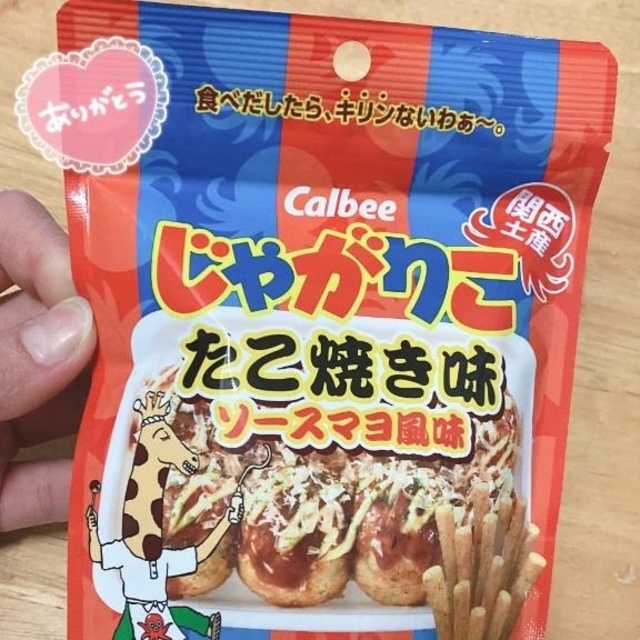 ありがとう
食べだしたら、キリンないわぁ〜。
Calbee
関西
土産
じゃがりこ
たこ焼き味
ソースマヨ風味